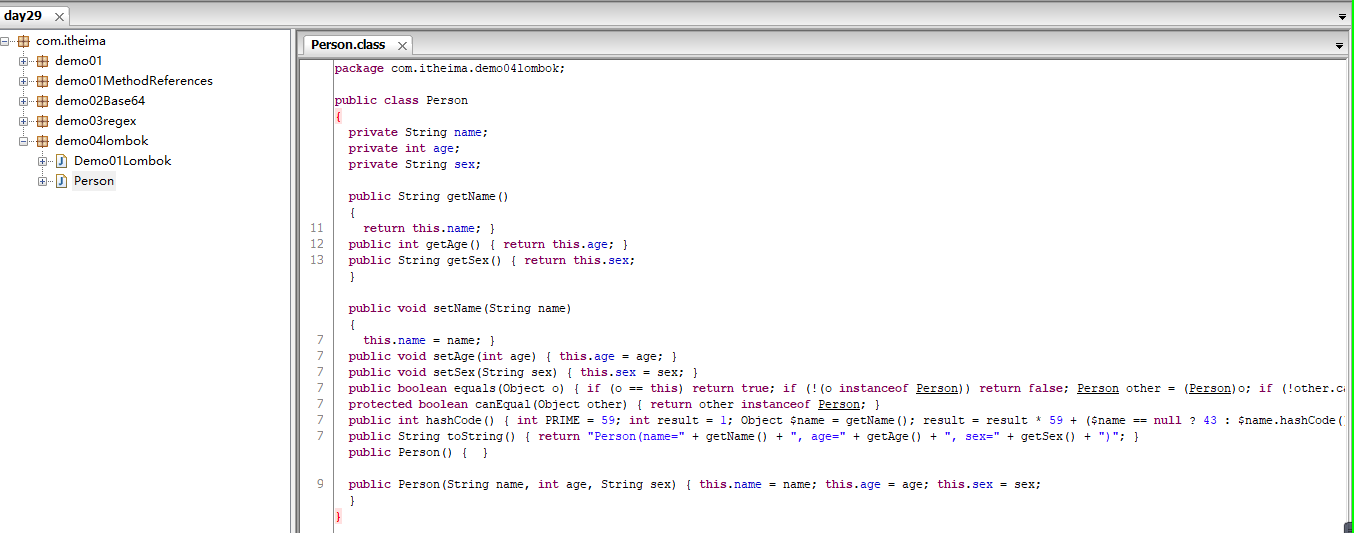 day29
com.itheima
demo01
demo01MethodReferences
demo02Base64
demo03regex
demo04lombok
Demo01Lombok
Person
Person.class
package com.itheima.demo04lombok;
public class Person
{
private String name;
private int age;
private String sex;
public String getName()
{
11 return this.name; }
12 public int getAge() { return this.age; }
13 public String getSex() { return this.sex;
}
public void setName(String name)
{
7 this.name = name; }
7 public void setAge(int age) { this.age = age; }
7 public void setSex(String sex) { this.sex = sex; }
7 public boolean equals(Object o) { if (o == this) return true; if (!(o instanceof Person)) return false; Person other = (Person)o; if (!other.ca
7 protected boolean canEqual(Object other) { return other instanceof Person; }
7 public int hashCode() { int PRIME = 59; int result = 1; Object $name = getName(); result = result * 59 + ($name == null ? 43 : $name.hashCode(
7 public String toString() { return "Person(name=" + getName() + ", age=" + getAge() + ", sex=" + getSex() + ")"; }
public Person() { }
9 public Person(String name, int age, String sex) { this.name = name; this.age = age; this.sex = sex;
}
}